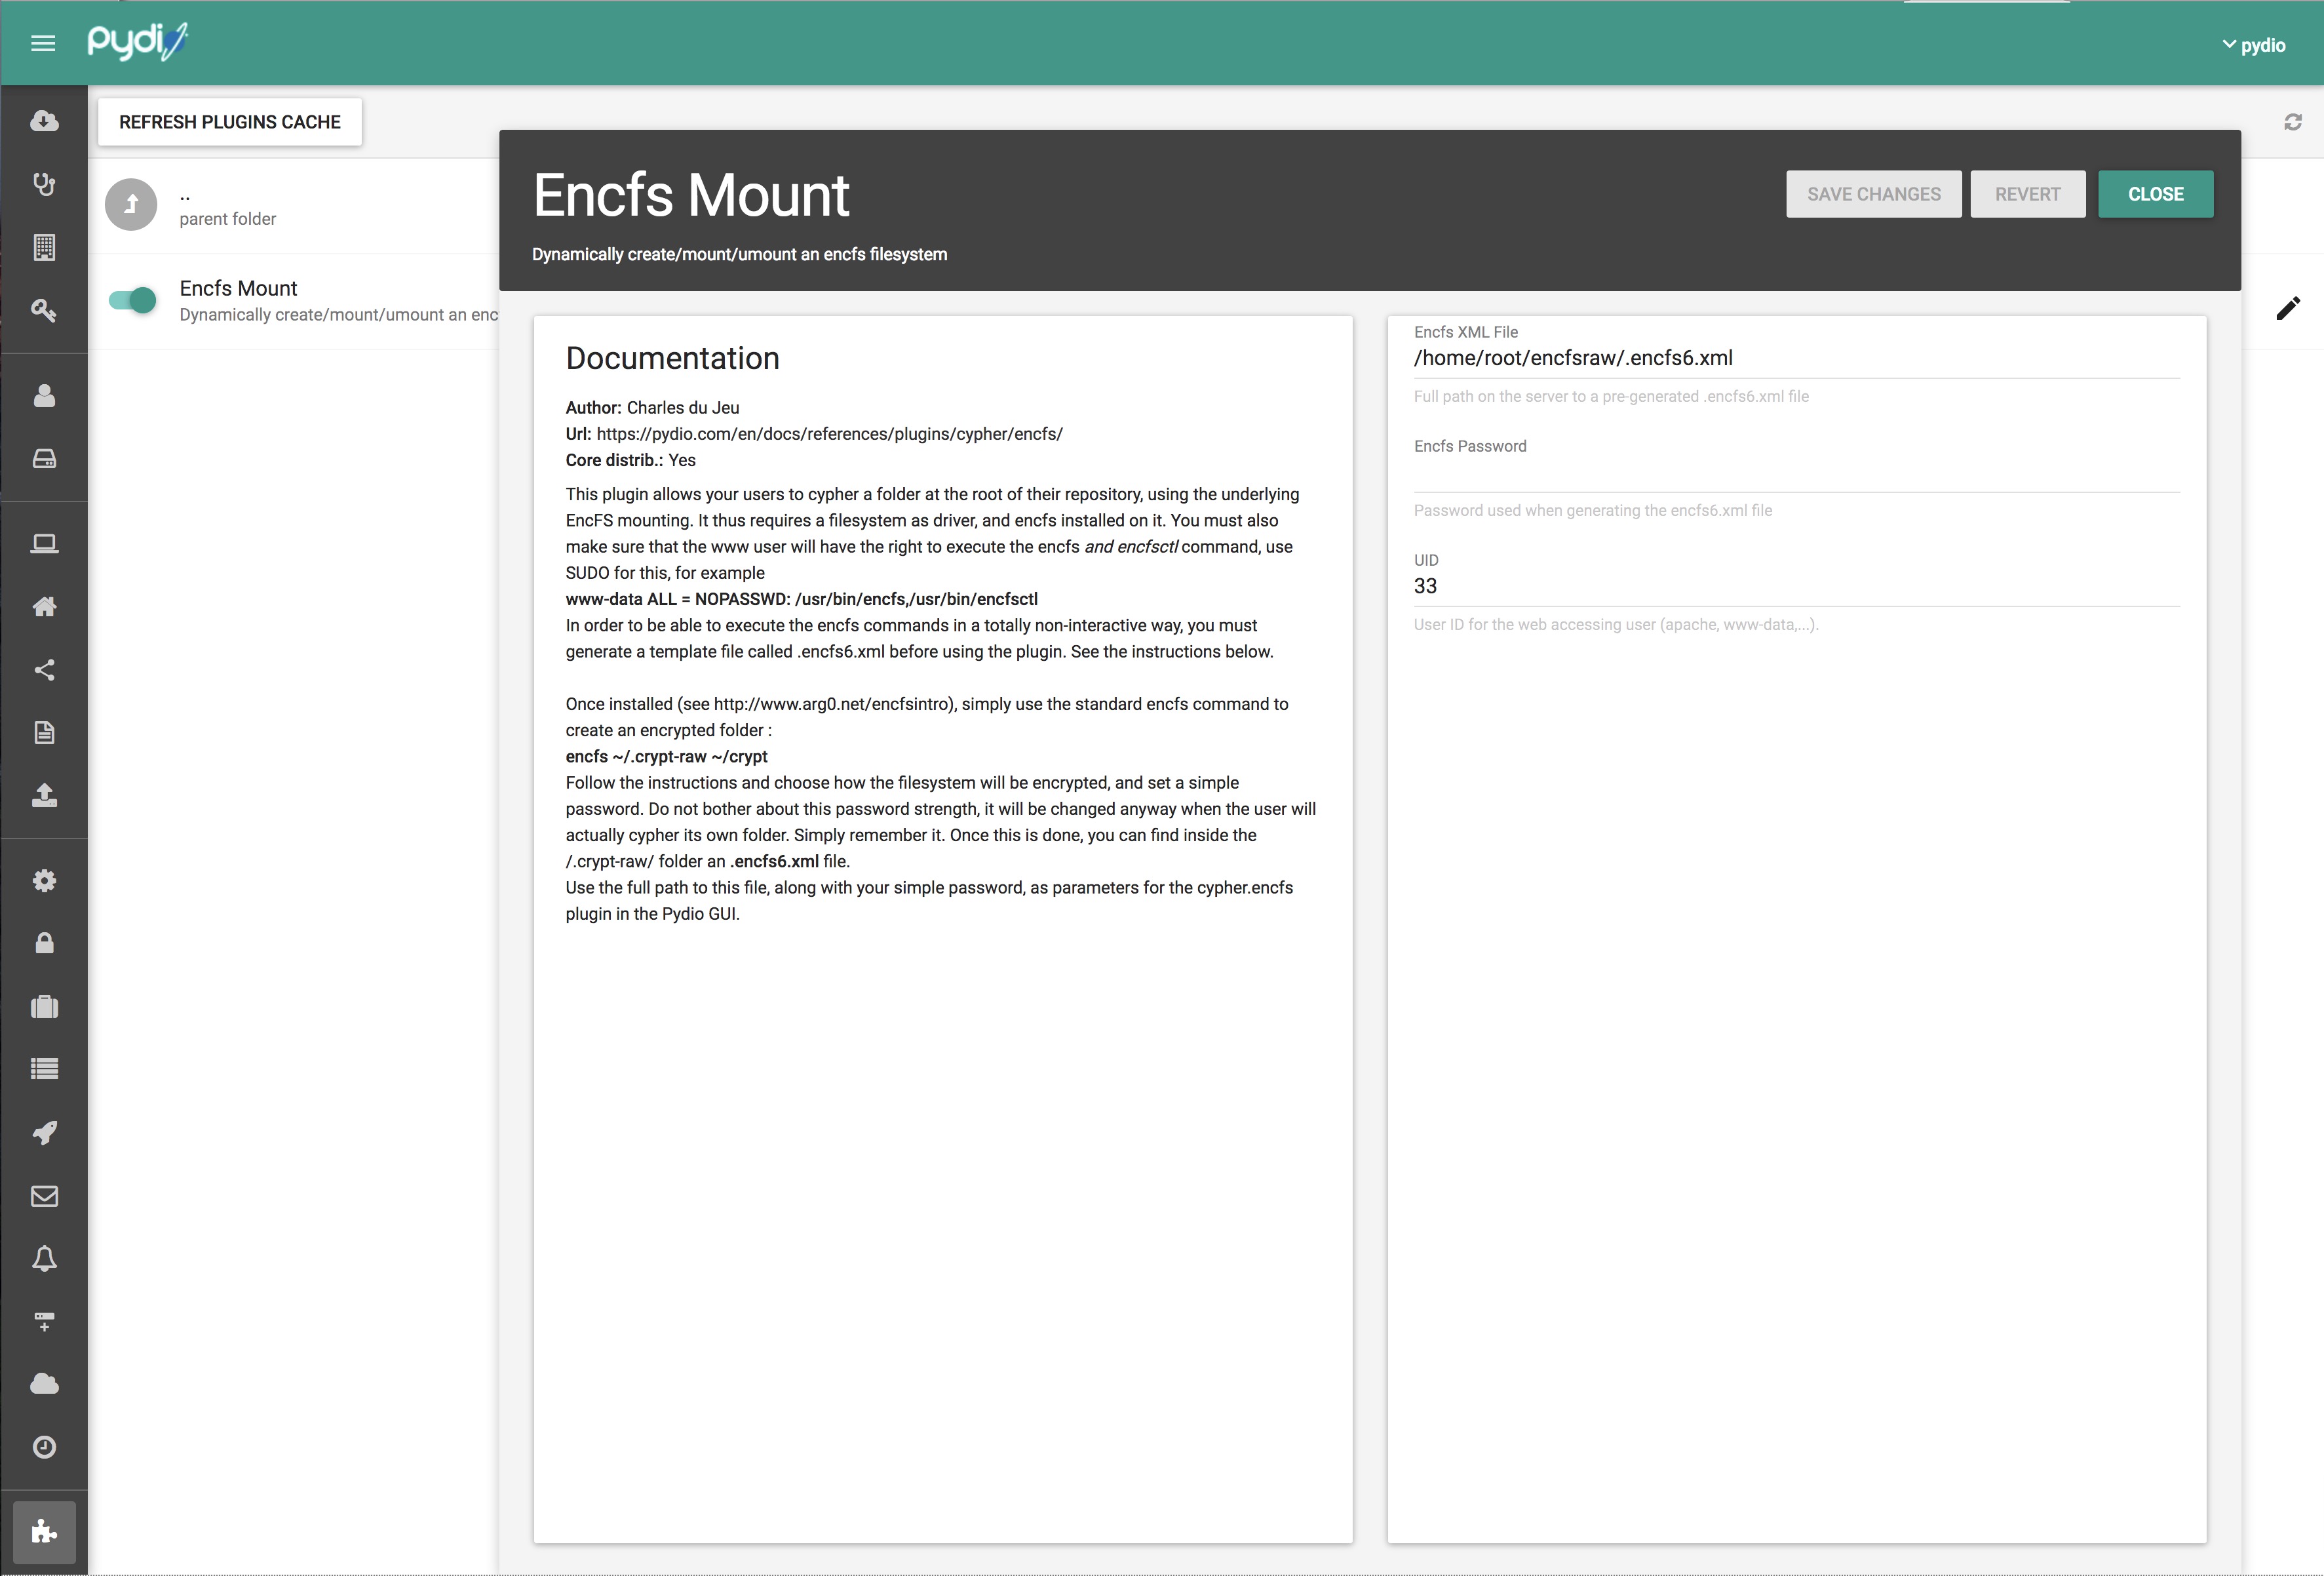 pydio
pydio
REFRESH PLUGINS CACHE
..
parent folder
Encfs Mount
Dynamically create/mount/umount an enc
Encfs Mount
Dynamically create/mount/umount an encfs filesystem
SAVE CHANGES
REVERT
CLOSE
Documentation
Author: Charles du Jeu
Url: https://pydio.com/en/docs/references/plugins/cypher/encfs/
Core distrib.: Yes
This plugin allows your users to cypher a folder at the root of their repository, using the underlying
EncFS mounting. It thus requires a filesystem as driver, and encfs installed on it. You must also
make sure that the www user will have the right to execute the encfs and encfsctl command, use
SUDO for this, for example
www-data ALL = NOPASSWD: /usr/bin/encfs,/usr/bin/encfsctl
In order to be able to execute the encfs commands in a totally non-interactive way, you must
generate a template file called .encfs6.xml before using the plugin. See the instructions below.
Once installed (see http://www.arg0.net/encfsintro), simply use the standard encfs command to
create an encrypted folder :
encfs ~/.crypt-raw ~/crypt
Follow the instructions and choose how the filesystem will be encrypted, and set a simple
password. Do not bother about this password strength, it will be changed anyway when the user will
actually cypher its own folder. Simply remember it. Once this is done, you can find inside the
/.crypt-raw/ folder an .encfs6.xml file.
Use the full path to this file, along with your simple password, as parameters for the cypher.encfs
plugin in the Pydio GUI.
Encfs XML File
/home/root/encfsraw/.encfs6.xml
Full path on the server to a pre-generated .encfs6.xml file
Encfs Password
Password used when generating the encfs6.xml file
UID
33
User ID for the web accessing user (apache, www-data,...).